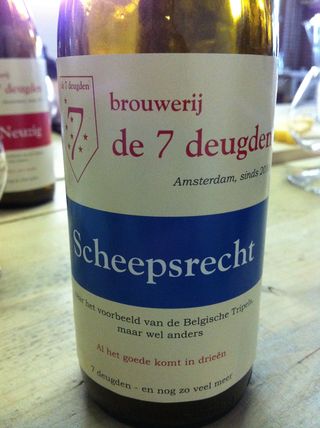 Neuzig
de 7 deugden
7
brouwerij
de 7 deugden
Amsterdam, sinds
Scheepsrecht
het voorbeeld van de Belgische Tripels,
maar wel anders
Al het goede komt in drieën
7 deugden - en nog zo veel meer